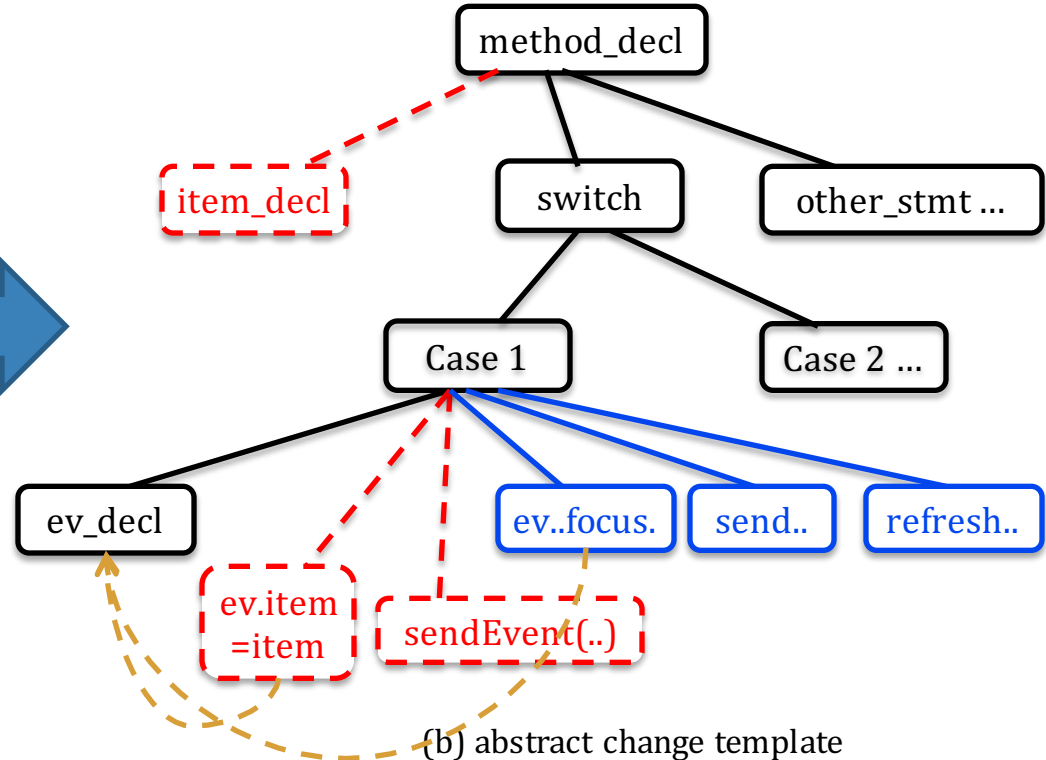 method_decl
item_decl
switch
other_stmt ...
Case 1
Case 2 ...
ev_decl
ev..focus.
send..
refresh..
ev.item
=item
sendEvent(..)
(b) abstract change template